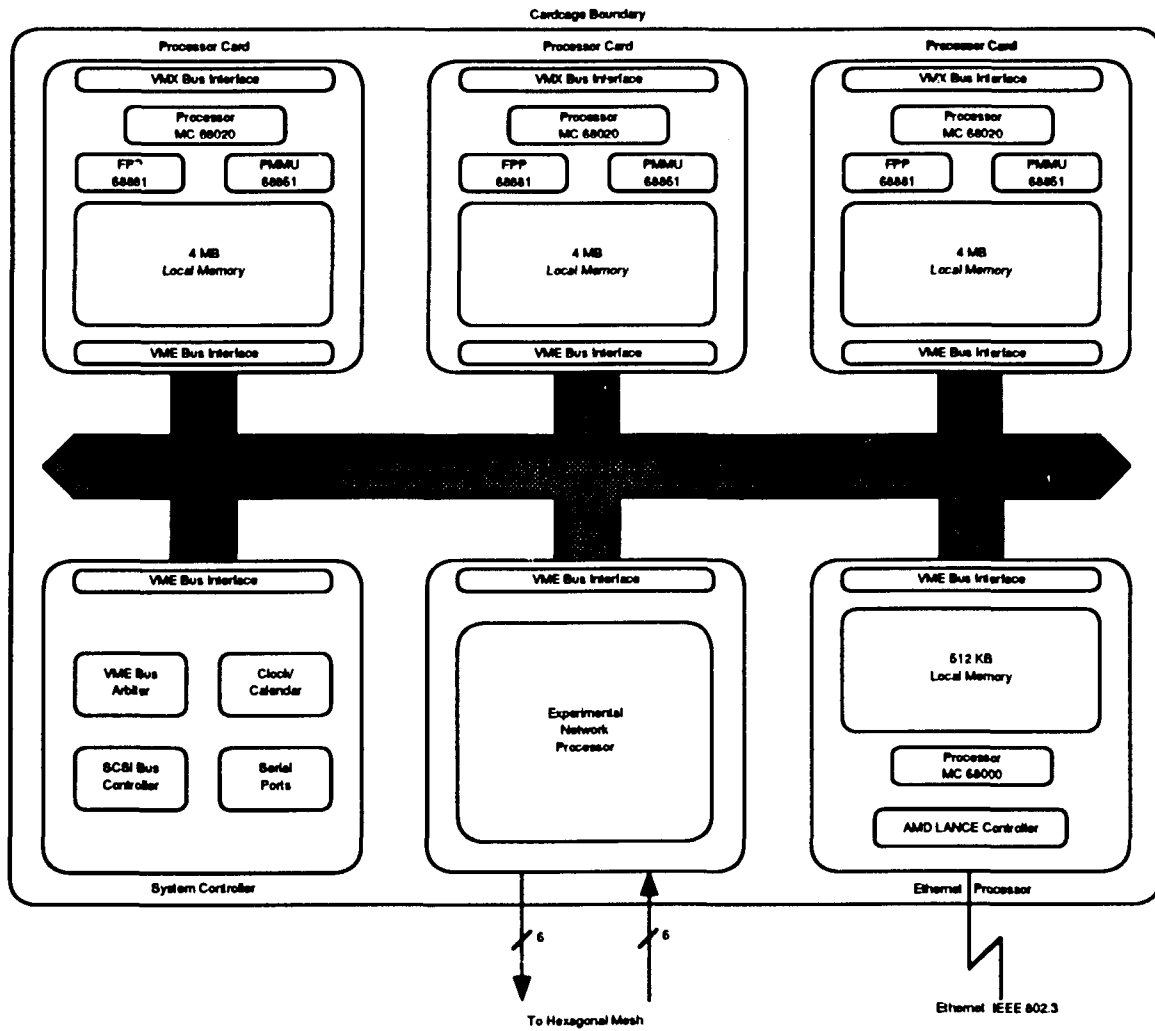 Cardcage Boundary
Processor Card
Processor Card
Processor Card
VMX Bus Interface
VMX Bus Interface
VMX Bus Interface
Processor
MC 68020
Processor
MC 68020
Processor
MC 68020
68881
PMMU
68851
FPP
68881
PMMU
68851
FPP
68881
PMMU
68851
4 MB
Local Memory
4 MB
Local Memory
4 MB
Local Memory
VME Bus Interface
VME Bus Interface
VME Bus Interface
VME Bus Interface
VME Bus Interface
VME Bus Interface
VME Bus
Arbiter
Clock/
Calendar
SCSI Bus
Controller
Serial
Ports
System Controller
Experimental
Network
Processor
512 KB
Local Memory
Processor
MC 68000
AMD LANCE Controller
Ethernet Processor
6
6
To Hexagonal Mesh
Ethernet IEEE 802.3